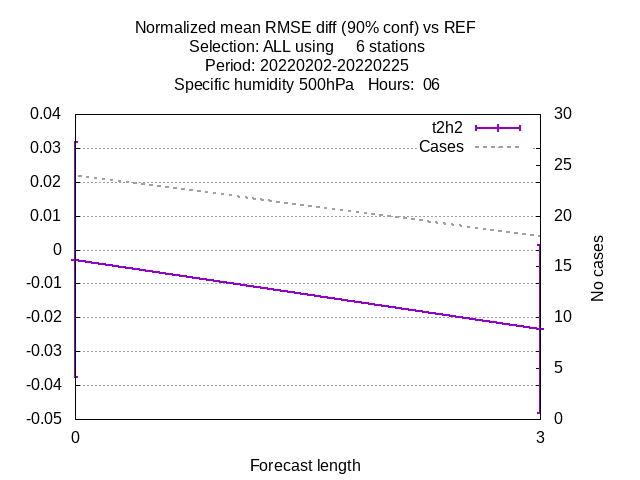 Normalized mean RMSE diff (90% conf) vs REF
Selection: ALL using     6 stations
Period: 20220202-20220225
Specific humidity 500hPa   Hours:  06
t2h2
Cases
0.04
0.03
0.02
0.01
0
-0.01
-0.02
-0.03
-0.04
-0.05
30
25
20
15
10
5
0
No cases
0
3
Forecast length